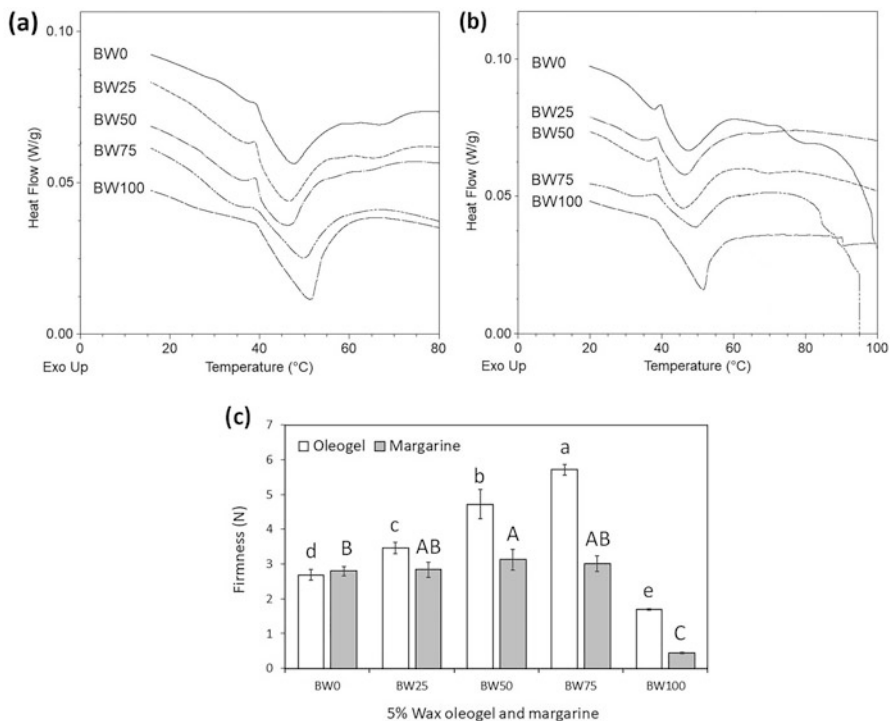 (a)
0.10
BW0
BW25
BW50
BW75
BW100
0.05
0.00
Heat Flow (W/g)
0 20 40 60 80
Exo Up Temperature (°C)
(b)
0.10
BW0
BW25
BW50
BW75
BW100
0.05
0.00
Heat Flow (W/g)
0 20 40 60 80 100
Exo Up Temperature (°C)
(c)
7
6
5
4
3
2
1
0
Firmness (N)
Oleogel Margarine
d B c AB b A a AB e C
BW0 BW25 BW50 BW75 BW100
5% Wax oleogel and margarine